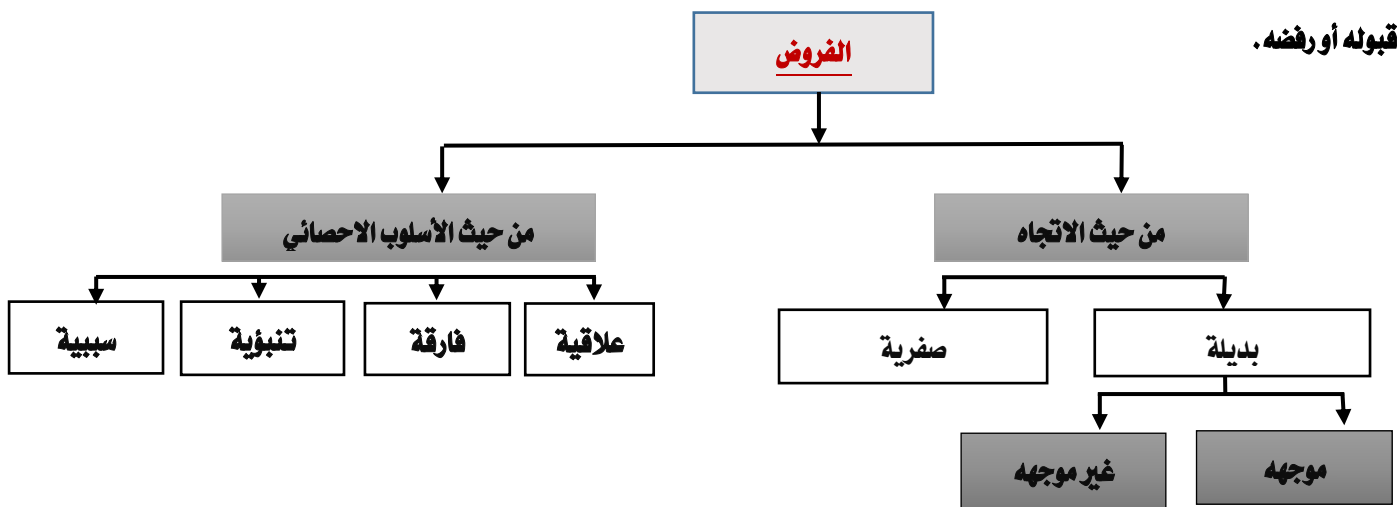 قبوله أو رفضه.
الفروض
من حيث الاتجاه
من حيث الأسلوب الاحصائي
بديلة
صفرية
علاقية
فارقة
تنبؤية
سببية
موجهه
غير موجهه